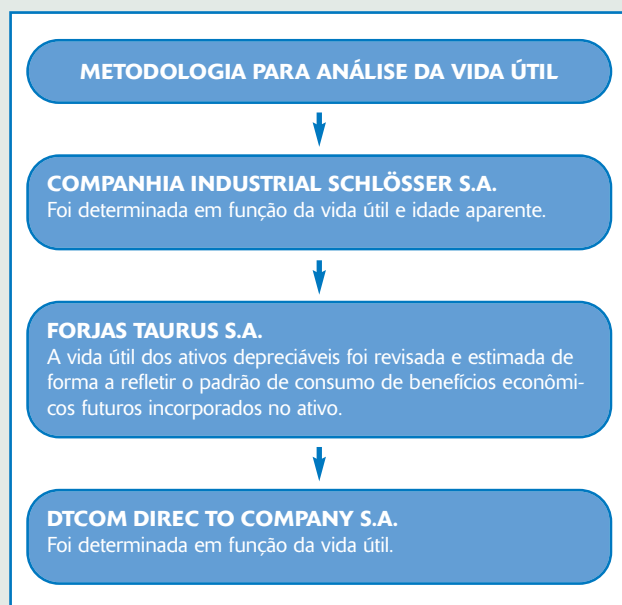 METODOLOGIA PARA ANÁLISE DA VIDA ÚTIL
COMPANHIA INDUSTRIAL SCHLÖSSER S.A.
Foi determinada em função da vida útil e idade aparente.
FORJAS TAURUS S.A.
A vida útil dos ativos depreciáveis foi revisada e estimada de
forma a refletir o padrão de consumo de benefícios econômi-
cos futuros incorporados no ativo.
DTCOM DIREC TO COMPANY S.A.
Foi determinada em função da vida útil.